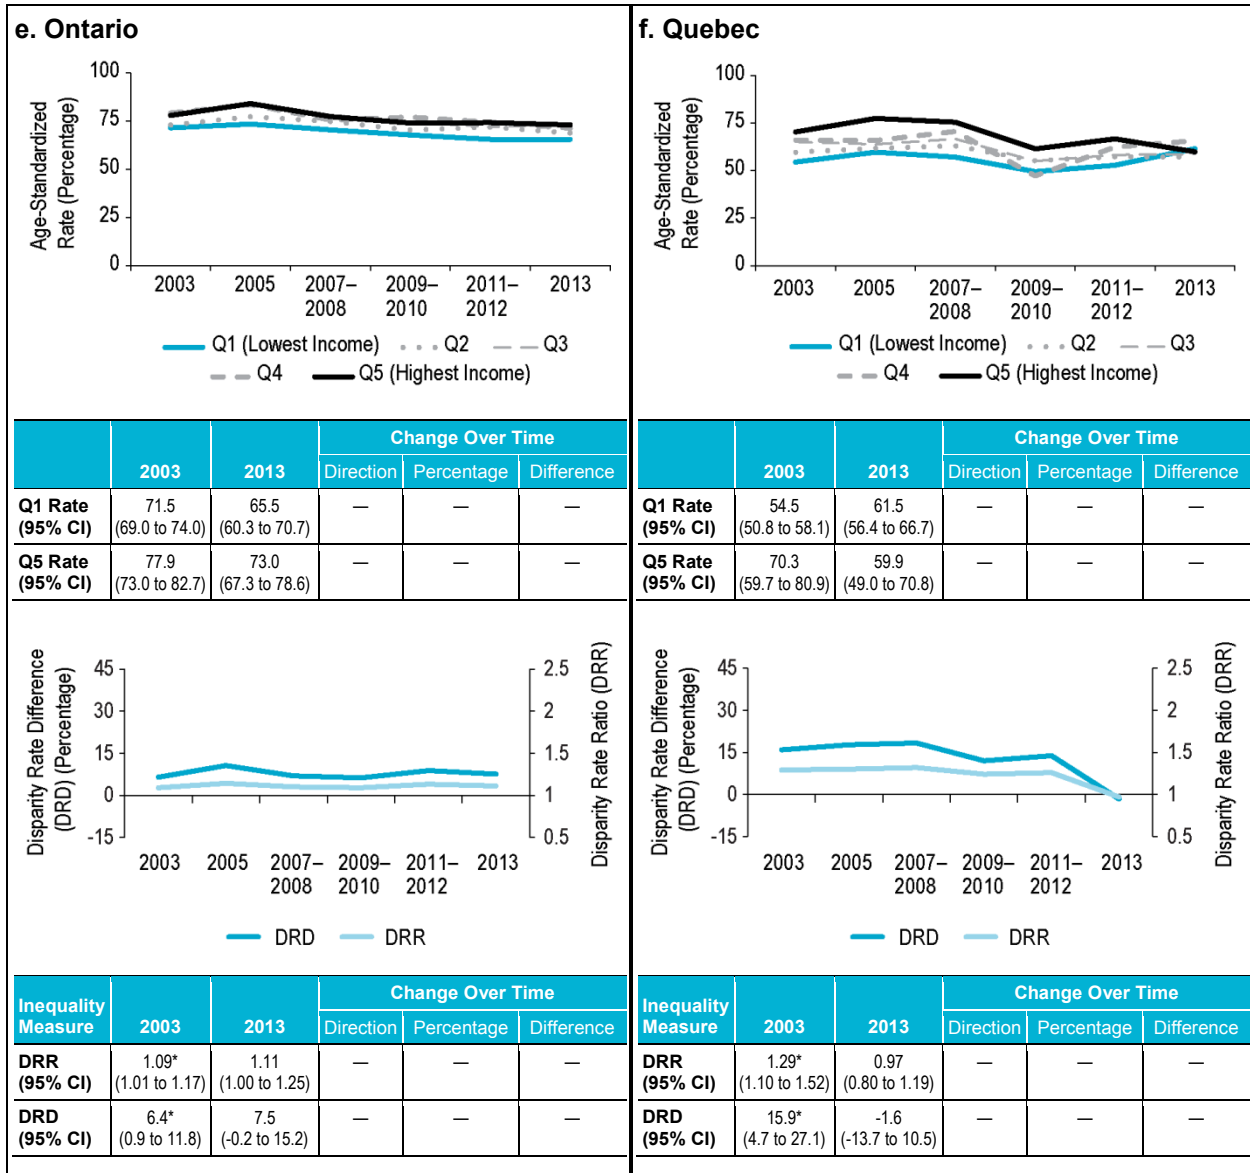 e. Ontario
Age-Standardized
Rate (Percentage)
100
75
50
25
0
2003 2005 2007– 2009– 2011– 2013
2008 2010 2012
Q1 (Lowest Income) Q2 Q3
Q4 Q5 (Highest Income)
Change Over Time
2003 2013 Direction Percentage Difference
Q1 Rate 71.5 65.5 — — —
(95% CI) (69.0 to 74.0) (60.3 to 70.7)
Q5 Rate 77.9 73.0 — — —
(95% CI) (73.0 to 82.7) (67.3 to 78.6)
Disparity Rate Difference
(DRD) (Percentage)
45
30
15
0
-15
2.5
2
1.5
1
0.5
Disparity Rate Ratio (DRR)
2003 2005 2007– 2009– 2011– 2013
2008 2010 2012
DRD DRR
Inequality Change Over Time
Measure 2003 2013 Direction Percentage Difference
DRR 1.09* 1.11 — — —
(95% CI) (1.01 to 1.17) (1.00 to 1.25)
DRD 6.4* 7.5 — — —
(95% CI) (0.9 to 11.8) (-0.2 to 15.2)
f. Quebec
Age-Standardized
Rate (Percentage)
100
75
50
25
0
2003 2005 2007– 2009– 2011– 2013
2008 2010 2012
Q1 (Lowest Income) Q2 Q3
Q4 Q5 (Highest Income)
Change Over Time
2003 2013 Direction Percentage Difference
Q1 Rate 54.5 61.5 — — —
(95% CI) (50.8 to 58.1) (56.4 to 66.7)
Q5 Rate 70.3 59.9 — — —
(95% CI) (59.7 to 80.9) (49.0 to 70.8)
Disparity Rate Difference
(DRD) (Percentage)
45
30
15
0
-15
2.5
2
1.5
1
0.5
Disparity Rate Ratio (DRR)
2003 2005 2007– 2009– 2011– 2013
2008 2010 2012
DRD DRR
Inequality Change Over Time
Measure 2003 2013 Direction Percentage Difference
DRR 1.29* 0.97 — — —
(95% CI) (1.10 to 1.52) (0.80 to 1.19)
DRD 15.9* -1.6 — — —
(95% CI) (4.7 to 27.1) (-13.7 to 10.5)